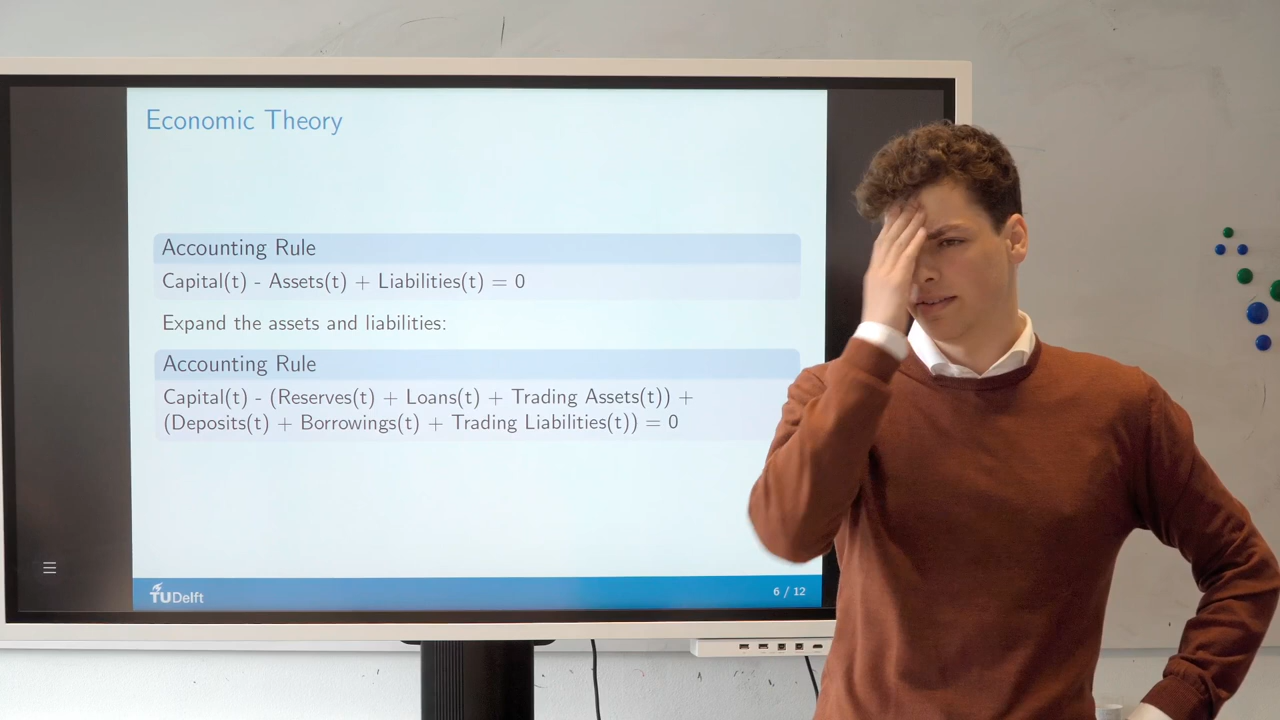 Economic Theory
Accounting Rule
Capital(t) - Assets(t) + Liabilities(t) = 0
Expand the assets and liabilities:
Accounting Rule
Capital(t) - (Reserves(t) + Loans(t) + Trading Assets(t)) +
(Deposits(t) + Borrowings(t) + Trading Liabilities(t)) = 0
TUDelft
6 / 12